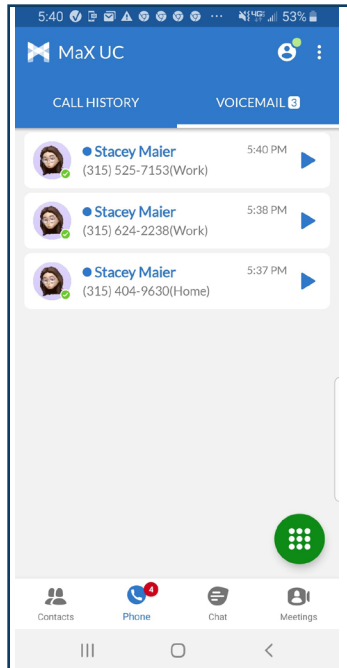 5:40 53%
MaX UC
CALL HISTORY VOICEMAIL 3
Stacey Maier 5:40 PM
(315) 525-7153(Work)
Stacey Maier 5:38 PM
(315) 624-2238(Work)
Stacey Maier 5:37 PM
(315) 404-9630(Home)
4
Contacts Phone Chat Meetings